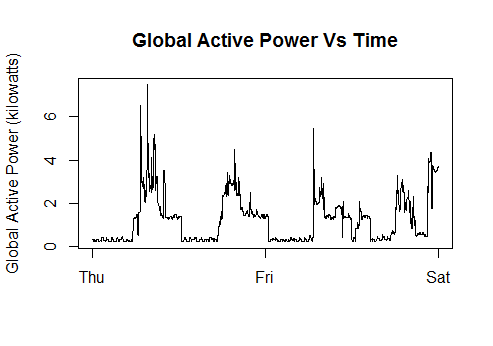 Global Active Power Vs Time
Global Active Power (kilowatts)
6
4
2
0
Thu
Fri
Sat